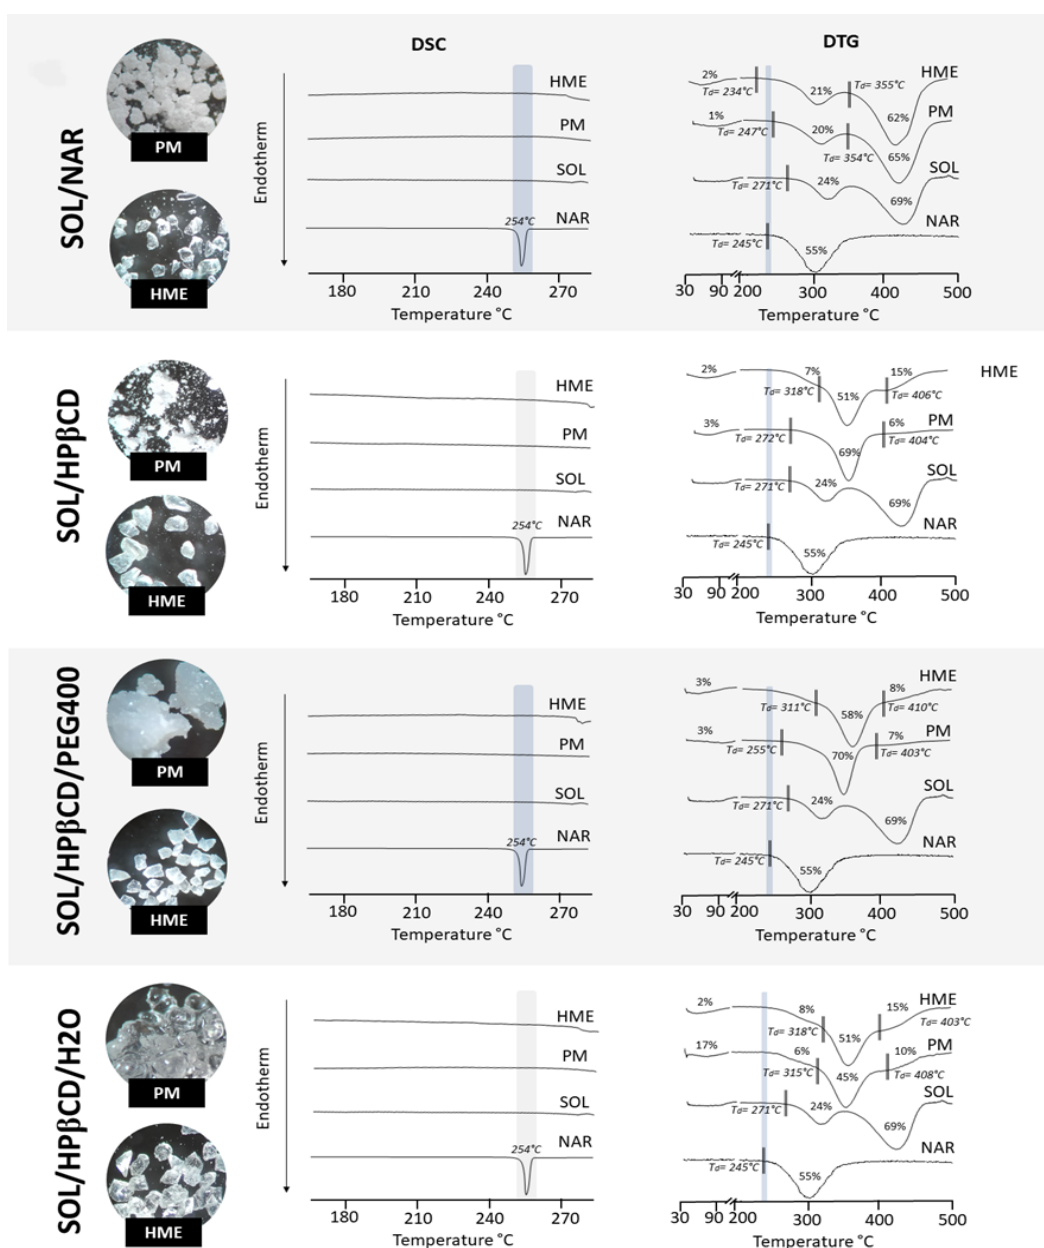 DSC
DTG
SOL/NAR
PM
HME
Endotherm
HME
PM
SOL
NAR
254°C
180 210 240 270
Temperature °C
2%
Td= 234°C
21%
Td= 355°C
62%
HME
1%
Td= 247°C
20%
Td= 354°C
65%
PM
Td= 271°C
24%
69%
SOL
Td= 245°C
55%
NAR
30 90 200 300 400 500
Temperature °C
SOL/HPβCD
PM
HME
Endotherm
HME
PM
SOL
NAR
254°C
180 210 240 270
Temperature °C
2%
7%
Td= 318°C
51%
15%
Td= 406°C
HME
3%
Td= 272°C
69%
6%
Td= 404°C
PM
Td= 271°C
24%
69%
SOL
Td= 245°C
55%
NAR
30 90 200 300 400 500
Temperature °C
SOL/HPβCD/PEG400
PM
HME
Endotherm
HME
PM
SOL
NAR
254°C
180 210 240 270
Temperature °C
3%
Td= 311°C
58%
8%
Td= 410°C
HME
3%
Td= 255°C
70%
7%
Td= 403°C
PM
Td= 271°C
24%
69%
SOL
Td= 245°C
55%
NAR
30 90 200 300 400 500
Temperature °C
SOL/HPβCD/H2O
PM
HME
Endotherm
HME
PM
SOL
NAR
254°C
180 210 240 270
Temperature °C
2%
8%
Td= 318°C
51%
15%
Td= 403°C
HME
17%
6%
Td= 315°C
45%
10%
Td= 408°C
PM
Td= 271°C
24%
69%
SOL
Td= 245°C
55%
NAR
30 90 200 300 400 500
Temperature °C